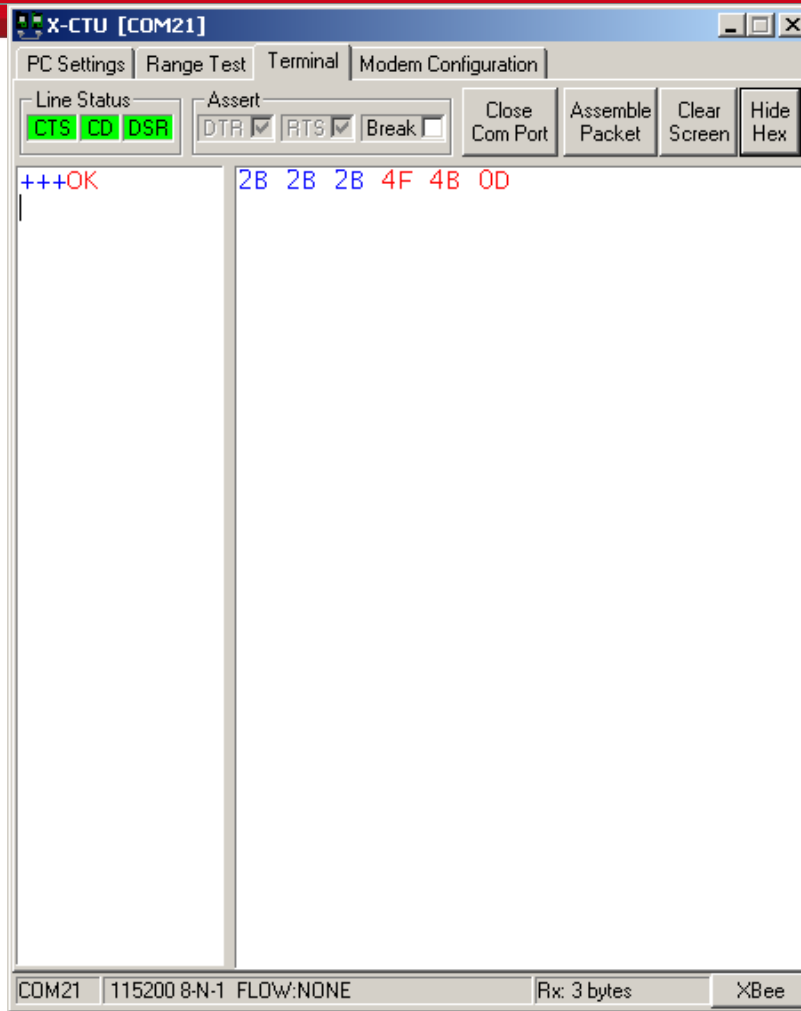 X-CTU [COM21]
PC Settings Range Test Terminal Modem Configuration
Line Status Assert
CTS CD DSR DTR RTS Break
Close Com Port
Assemble Packet
Clear Screen
Hide Hex
+++OK 2B 2B 2B 4F 4B 0D
COM21 115200 8-N-1 FLOW:NONE Rx: 3 bytes XBee